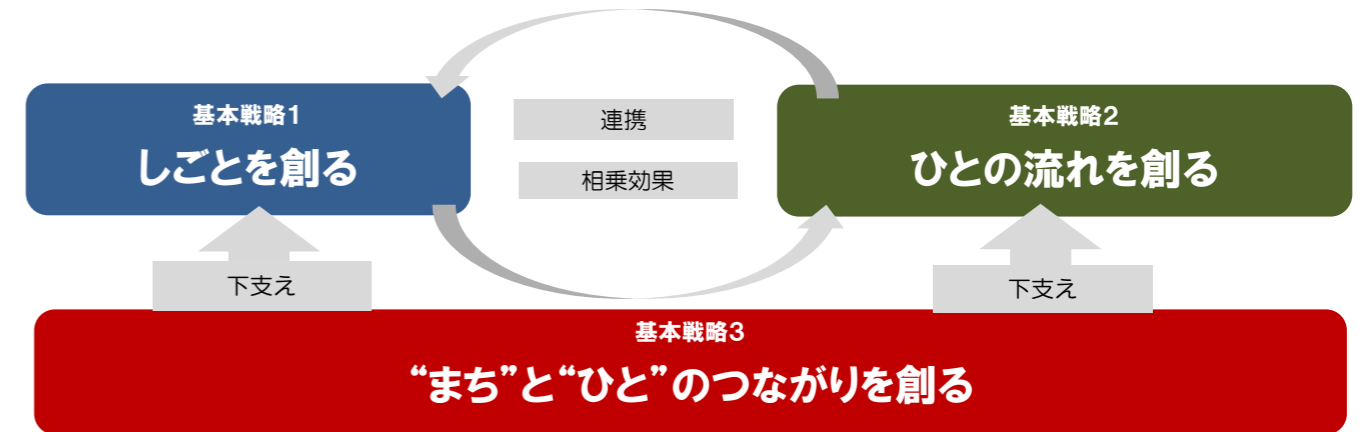 基本戦略1
しごとを創る
連携
相乗効果
基本戦略2
ひとの流れを創る
下支え
下支え
基本戦略3
“まち”と“ひと”のつながりを創る